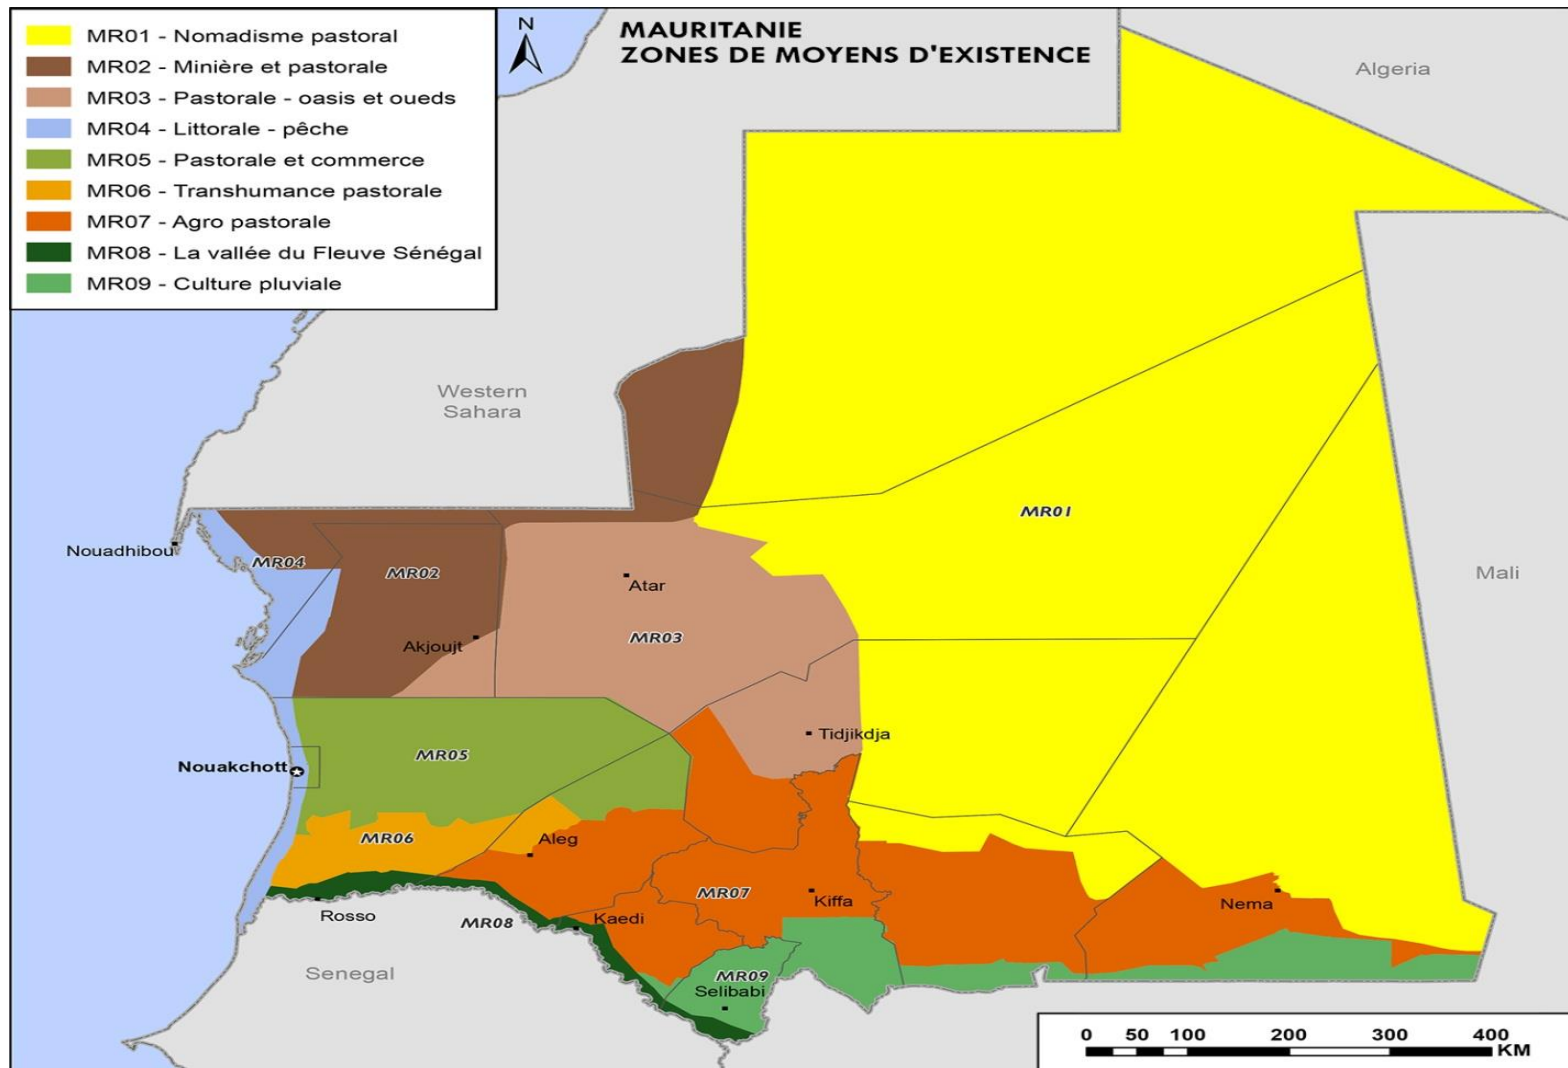 MR01 - Nomadisme pastoral
MR02 - Minière et pastorale
MR03 - Pastorale - oasis et oueds
MR04 - Littorale - pêche
MR05 - Pastorale et commerce
MR06 - Transhumance pastorale
MR07 - Agro pastorale
MR08 - La vallée du Fleuve Sénégal
MR09 - Culture pluviale
N
MAURITANIE
ZONES DE MOYENS D'EXISTENCE
Algeria
Western
Sahara
MR01
Nouadhibou
MR04
MR02
Atar
Mali
Akjoujt
MR03
Tidjikdja
Nouakchott
MR05
MR06
Aleg
MR07
Kiffa
Nema
Rosso
MR08
Kaedi
Senegal
MR09
Selibabi
0 50 100 200 300 400
KM